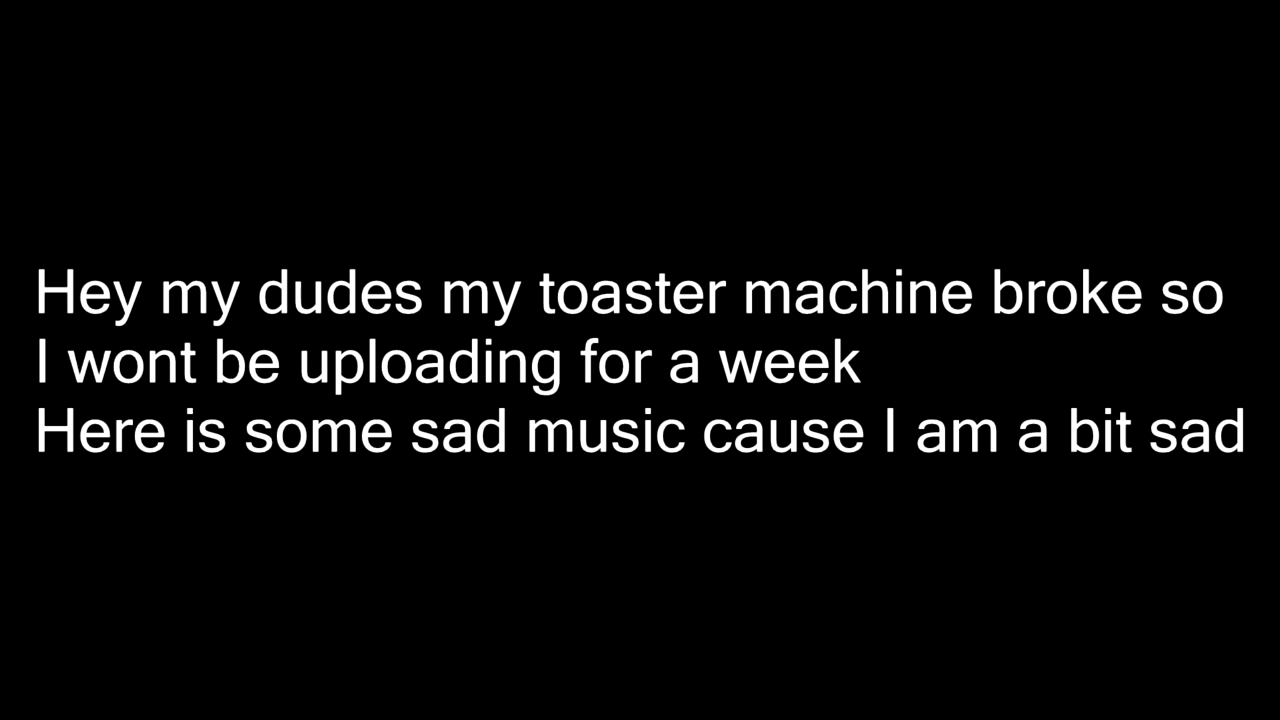 Hey my dudes my toaster machine broke so
I wont be uploading for a week
Here is some sad music cause I am a bit sad